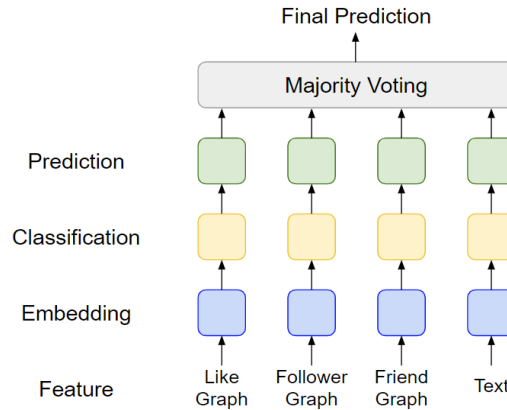 Final Prediction
Majority Voting
Prediction
Classification
Embedding
Feature
Like
Graph
Follower
Graph
Friend
Graph
Text